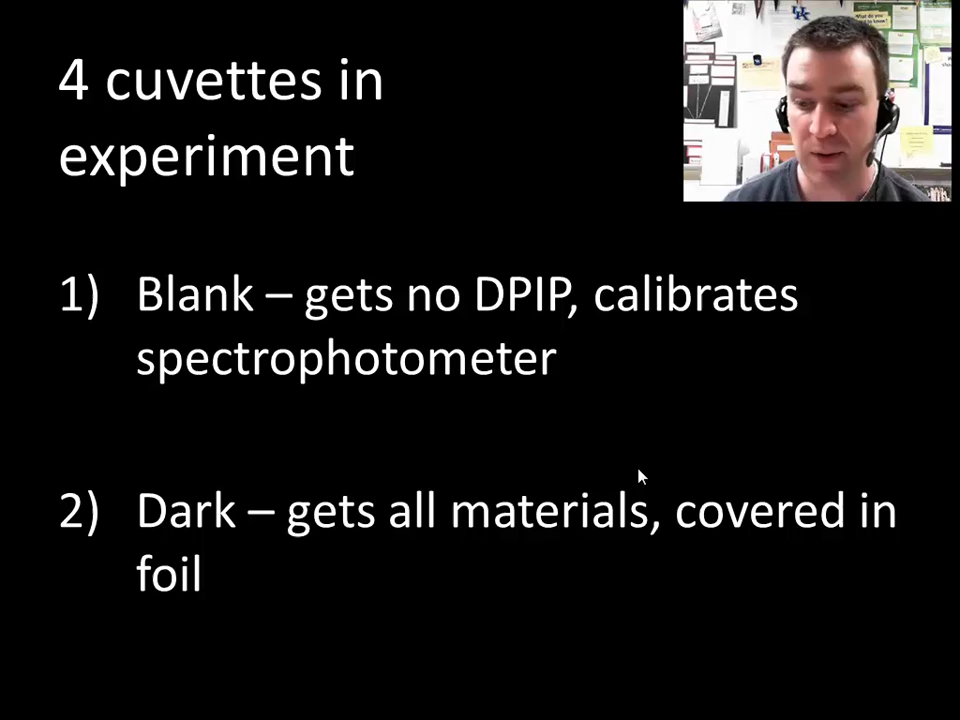 4 cuvettes in
experiment
1) Blank – gets no DPIP, calibrates
spectrophotometer
2) Dark – gets all materials, covered in
foil